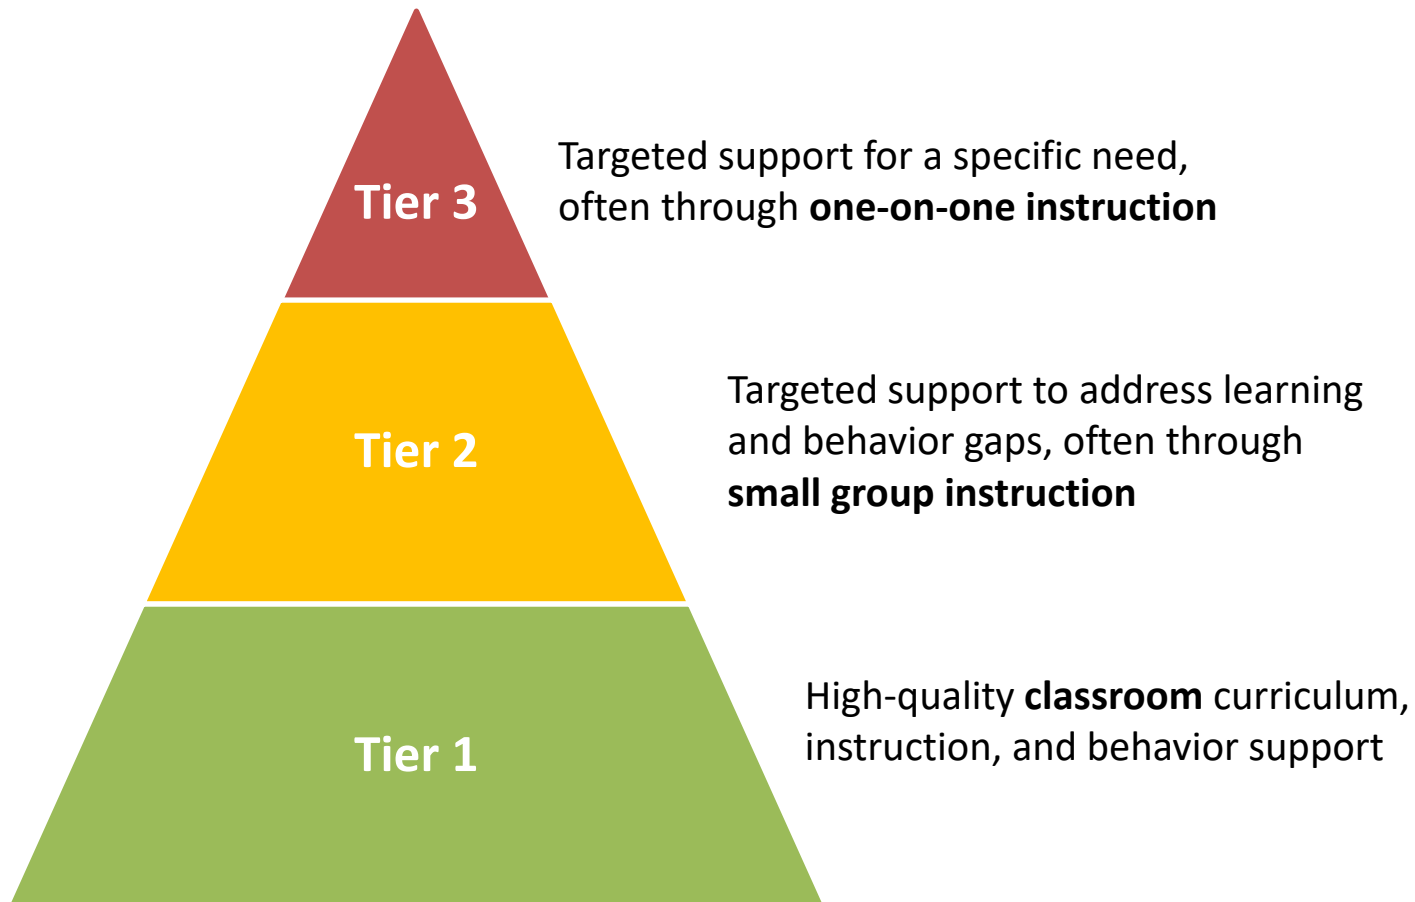 Tier 3
Targeted support for a specific need,
often through one-on-one instruction
Tier 2
Targeted support to address learning
and behavior gaps, often through
small group instruction
Tier 1
High-quality classroom curriculum,
instruction, and behavior support